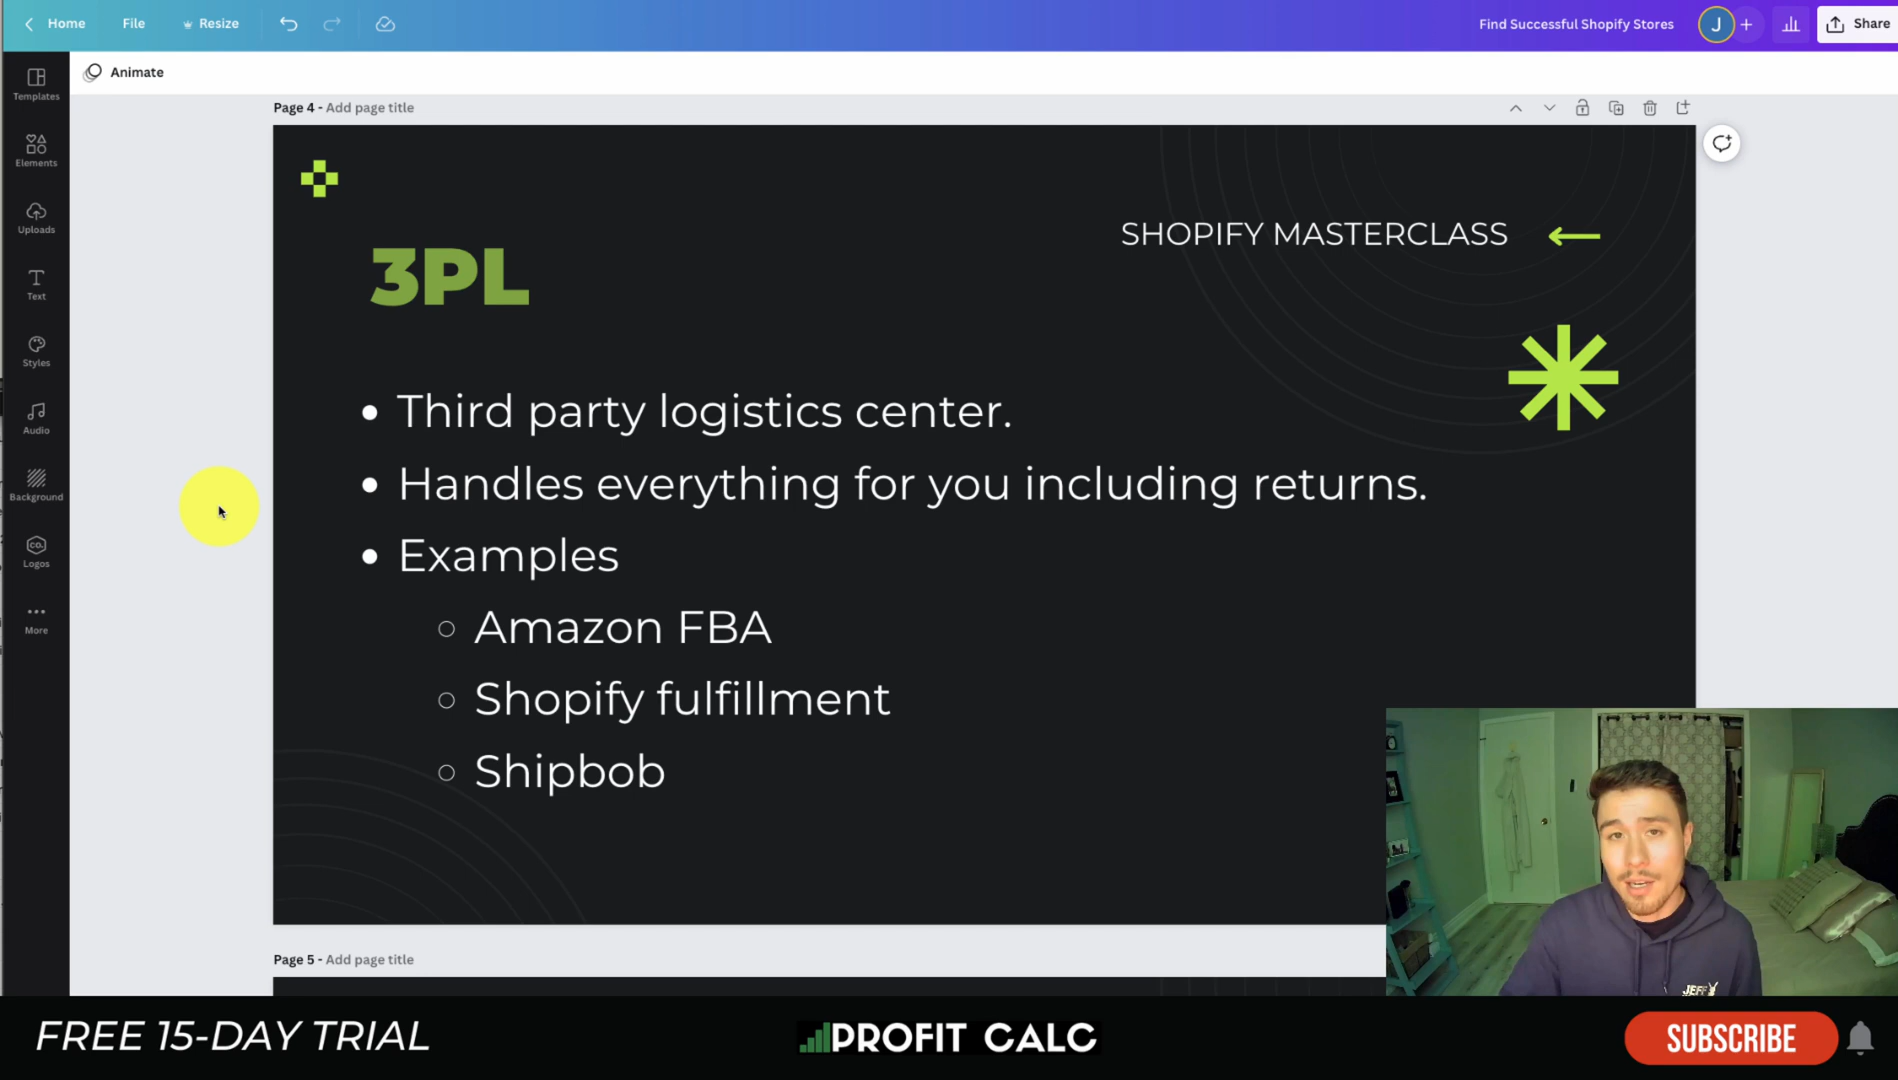 Home File Resize
Find Successful Shopify Stores J + Share
Animate
Templates
Elements
Uploads
Text
Styles
Audio
Background
CO.
Logos
More
Page 4 - Add page title
SHOPIFY MASTERCLASS
3PL
• Third party logistics center.
• Handles everything for you including returns.
• Examples
○ Amazon FBA
○ Shopify fulfillment
○ Shipbob
Page 5 - Add page title
JEFF
FREE 15-DAY TRIAL
PROFIT CALC
SUBSCRIBE